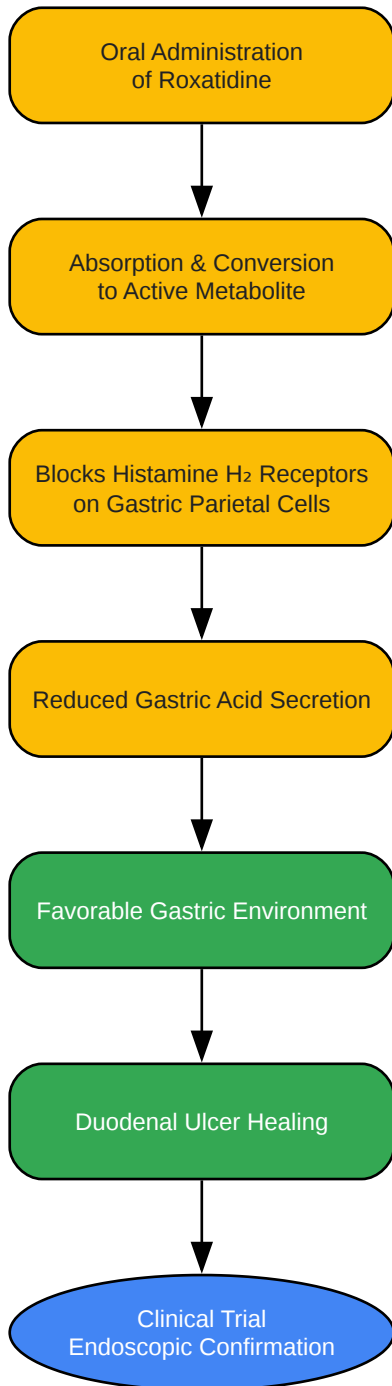 Oral Administration
of Roxatidine
Absorption & Conversion
to Active Metabolite
Blocks Histamine H₂ Receptors
on Gastric Parietal Cells
Reduced Gastric Acid Secretion
Favorable Gastric Environment
Duodenal Ulcer Healing
Clinical Trial
Endoscopic Confirmation